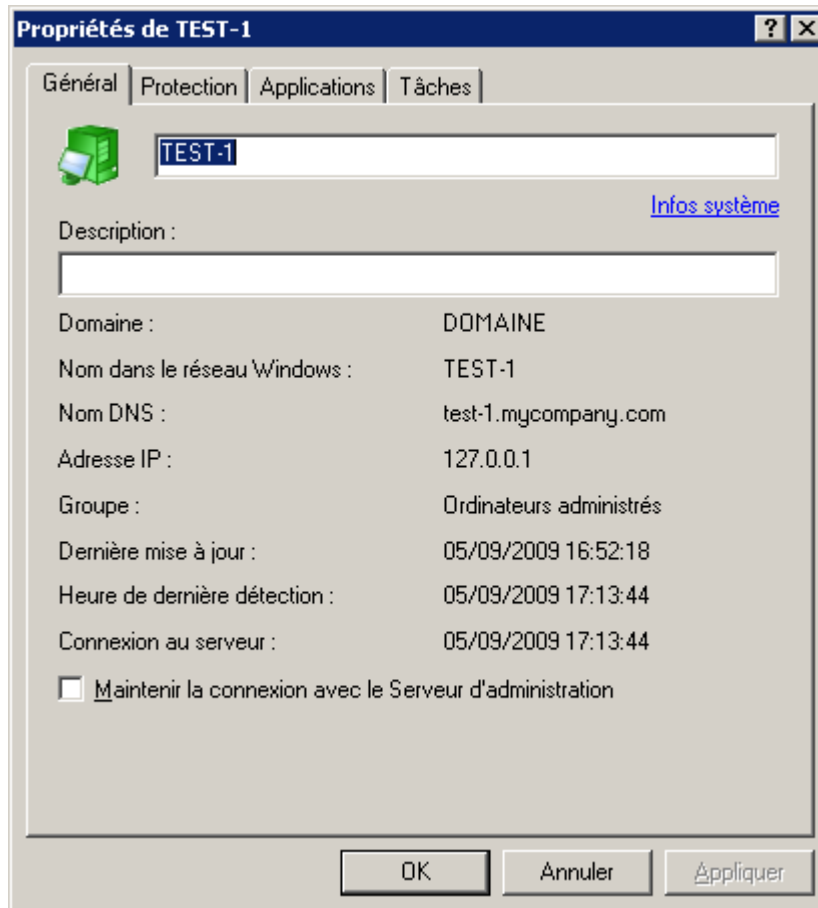 Propriétés de TEST-1
Général Protection Applications Tâches
TEST-1
Infos système
Description :
Domaine : DOMAINE
Nom dans le réseau Windows : TEST-1
Nom DNS : test-1.mycompany.com
Adresse IP : 127.0.0.1
Groupe : Ordinateurs administrés
Dernière mise à jour : 05/09/2009 16:52:18
Heure de dernière détection : 05/09/2009 17:13:44
Connexion au serveur : 05/09/2009 17:13:44
Maintenir la connexion avec le Serveur d'administration
OK Annuler Appliquer